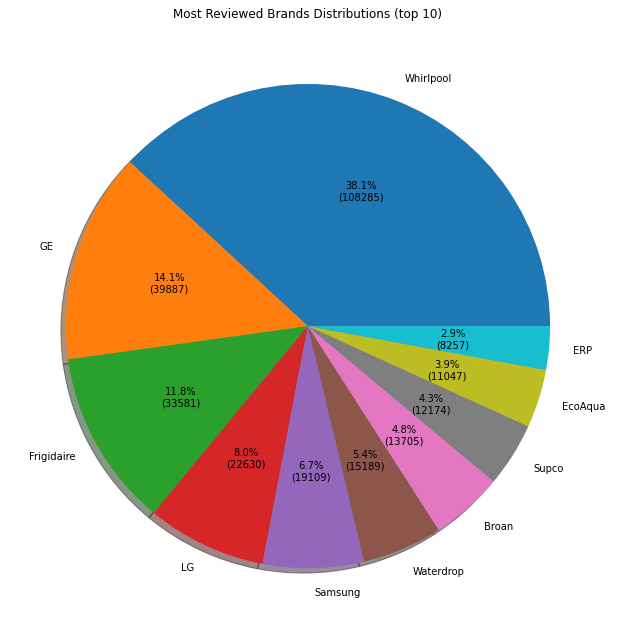 Most Reviewed Brands Distributions (top 10)
Whirlpool
38.1%
(108285)
GE
14.1%
(39887)
Frigidaire
11.8%
(33581)
LG
8.0%
(22630)
Samsung
6.7%
(19109)
Waterdrop
5.4%
(15189)
Broan
4.8%
(13705)
Supco
4.3%
(12174)
EcoAqua
3.9%
(11047)
ERP
2.9%
(8257)